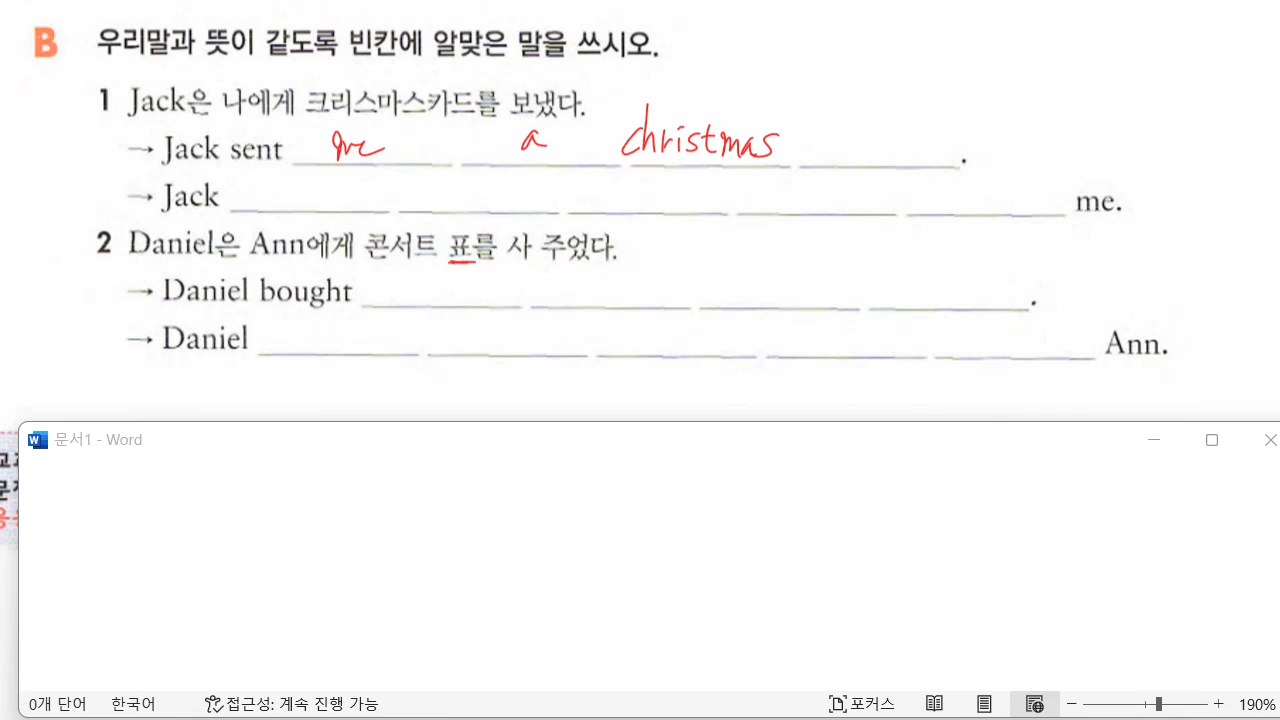 B 우리말과 뜻이 같도록 빈칸에 알맞은 말을 쓰시오.
1 Jack은 나에게 크리스마스카드를 보냈다.
→ Jack sent me a christmas .
→ Jack me.
2 Daniel은 Ann에게 콘서트 표를 사 주었다.
→ Daniel bought .
→ Daniel Ann.
문서1 - Word
0개 단어 한국어 접근성: 계속 진행 가능 포커스 190%